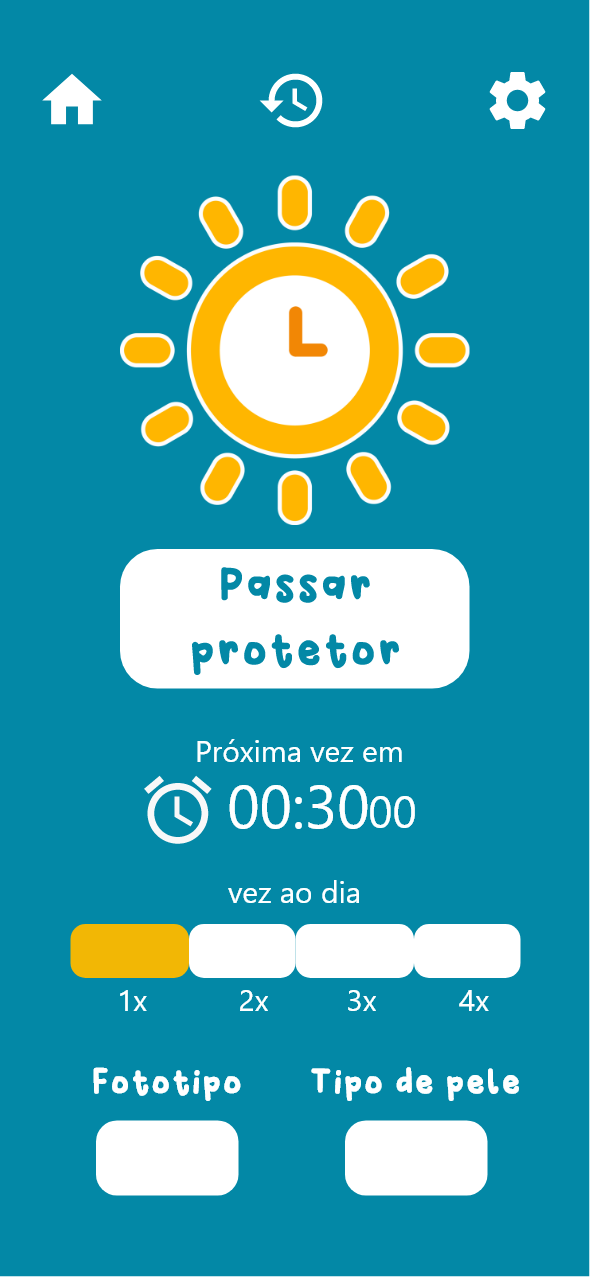 Passar
protetor
Próxima vez em
00:3000
vez ao dia
1x 2x 3x 4x
Fototipo Tipo de pele